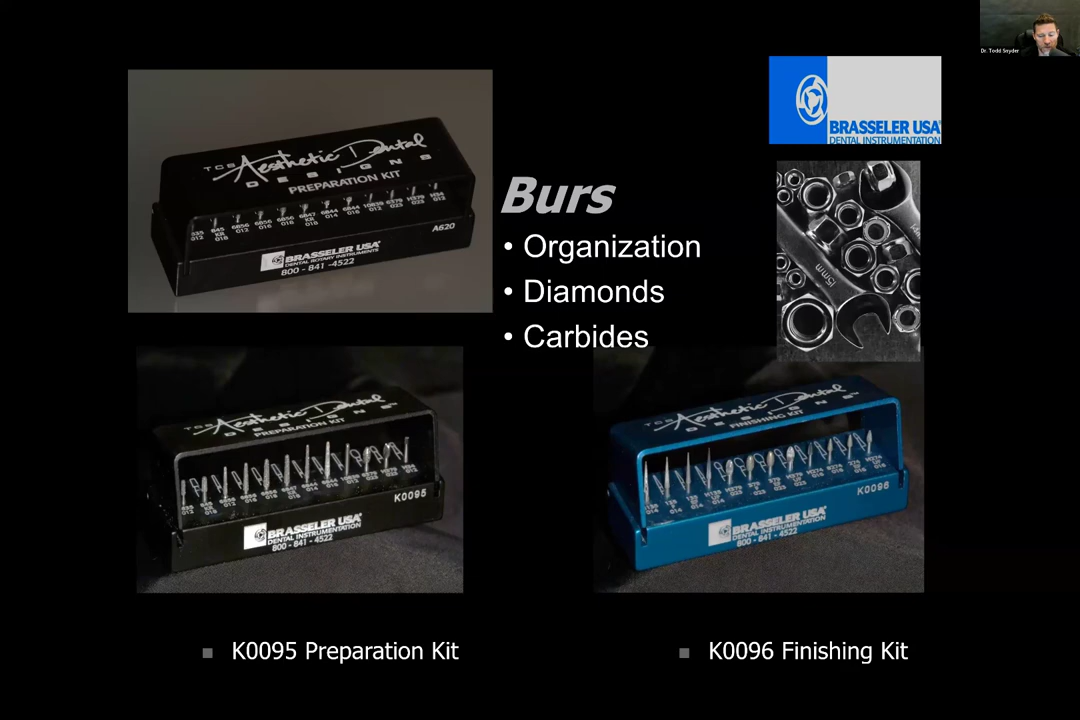 Dr. Todd Snyder
BRASSELER USA
DENTAL INSTRUMENTATION
TCS Aesthetic Dental
DESIGNS
PREPARATION KIT
A620
BRASSELER USA
DENTAL ROTARY INSTRUMENTS
800 - 841 - 4522
Burs
• Organization
• Diamonds
• Carbides
15mm
TCS Aesthetic Dental
DESIGNS
PREPARATION KIT
K0095
BRASSELER USA
DENTAL INSTRUMENTATION
800 - 841 - 4522
TCS Aesthetic Dental
DESIGNS
FINISHING KIT
K0096
BRASSELER USA
DENTAL INSTRUMENTATION
800 - 841 - 4522
K0095 Preparation Kit
K0096 Finishing Kit